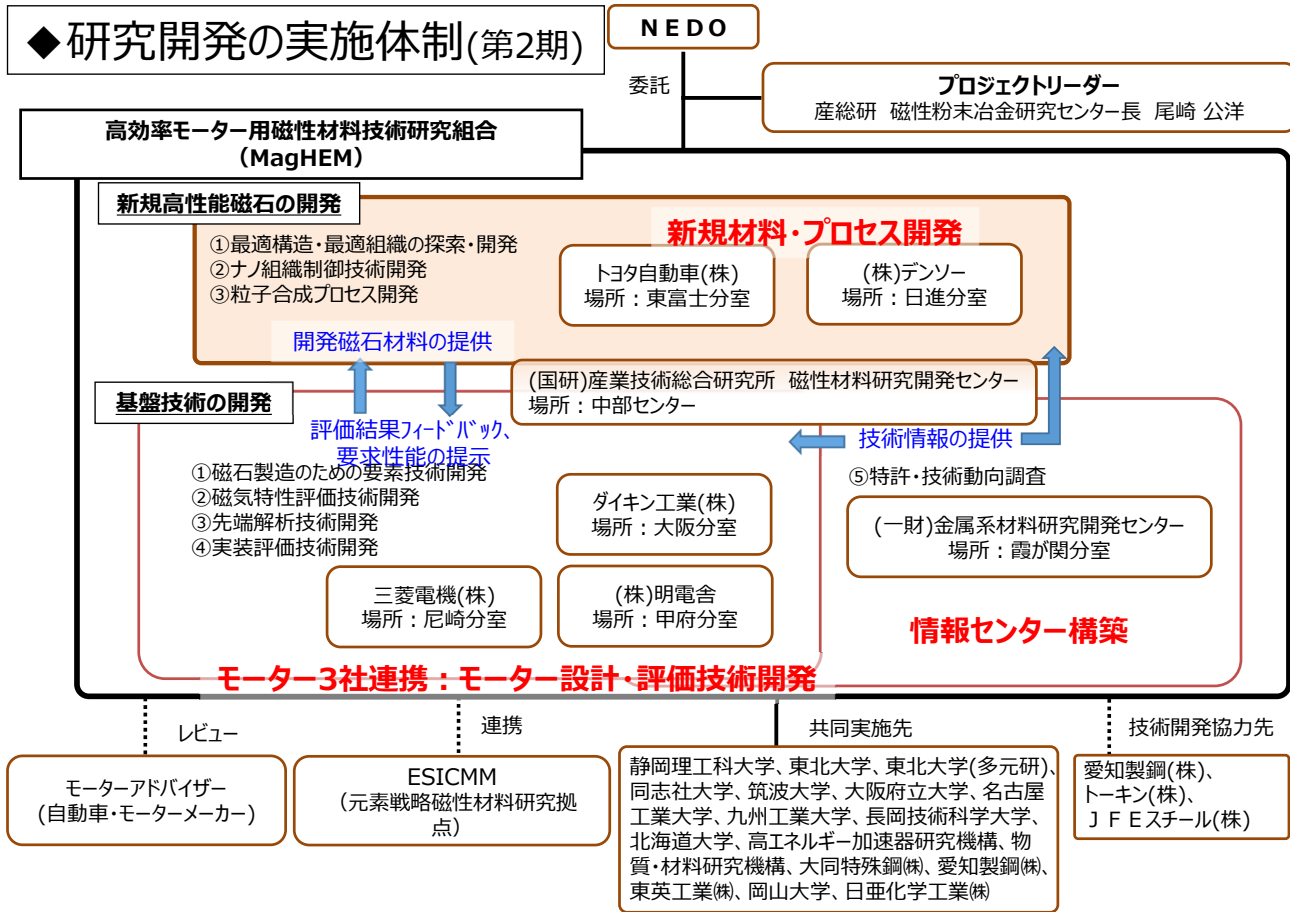 ◆研究開発の実施体制(第2期)
NEDO
委託
プロジェクトリーダー
産総研 磁性粉末冶金研究センター長 尾崎 公洋
高効率モーター用磁性材料技術研究組合
（MagHEM）
新規高性能磁石の開発
新規材料・プロセス開発
①最適構造・最適組織の探索・開発
②ナノ組織制御技術開発
③粒子合成プロセス開発
トヨタ自動車(株)
場所：東富士分室
(株)デンソー
場所：日進分室
開発磁石材料の提供
(国研)産業技術総合研究所 磁性材料研究開発センター
場所：中部センター
基盤技術の開発
評価結果フィードバック、
要求性能の提示
技術情報の提供
①磁石製造のための要素技術開発
②磁気特性評価技術開発
③先端解析技術開発
④実装評価技術開発
ダイキン工業(株)
場所：大阪分室
⑤特許・技術動向調査
(一財)金属系材料研究開発センター
場所：霞が関分室
三菱電機(株)
場所：尼崎分室
(株)明電舎
場所：甲府分室
情報センター構築
モーター3社連携：モーター設計・評価技術開発
レビュー
連携
共同実施先
技術開発協力先
モーターアドバイザー
(自動車・モーターメーカー)
ESICMM
（元素戦略磁性材料研究拠
点）
静岡理工科大学、東北大学、東北大学(多元研)、
同志社大学、筑波大学、大阪府立大学、名古屋
工業大学、九州工業大学、長岡技術科学大学、
北海道大学、高エネルギー加速器研究機構、物
質・材料研究機構、大同特殊鋼㈱、愛知製鋼㈱、
東英工業㈱、岡山大学、日亜化学工業㈱
愛知製鋼(株)、
トーキン(株)、
ＪＦＥスチール(株)